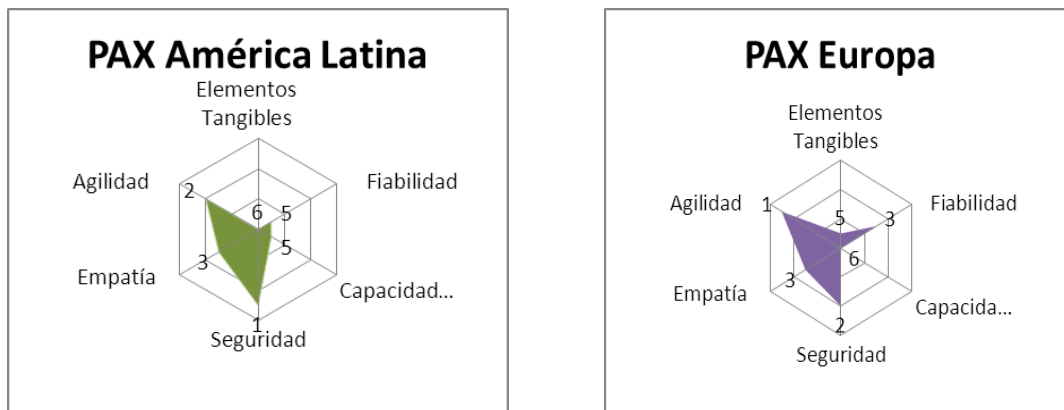 PAX América Latina
Elementos
Tangibles
Agilidad
2
Fiabilidad
6
5
5
3
Empatía
Capacidad...
1
Seguridad
PAX Europa
Elementos
Tangibles
Agilidad
1
5
3
Fiabilidad
6
3
Empatía
Capacida...
2
Seguridad